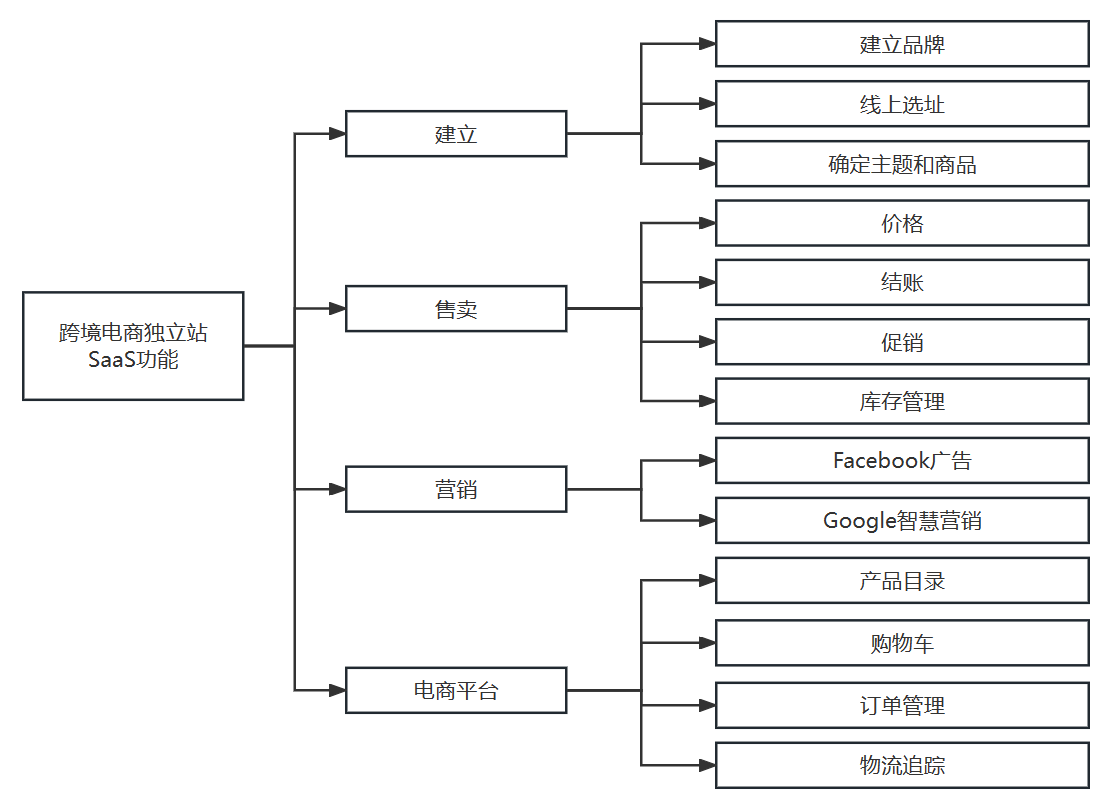 跨境电商独立站
SaaS功能
建立
建立品牌
线上选址
确定主题和商品
售卖
价格
结账
促销
库存管理
营销
Facebook广告
Google智慧营销
电商平台
产品目录
购物车
订单管理
物流追踪